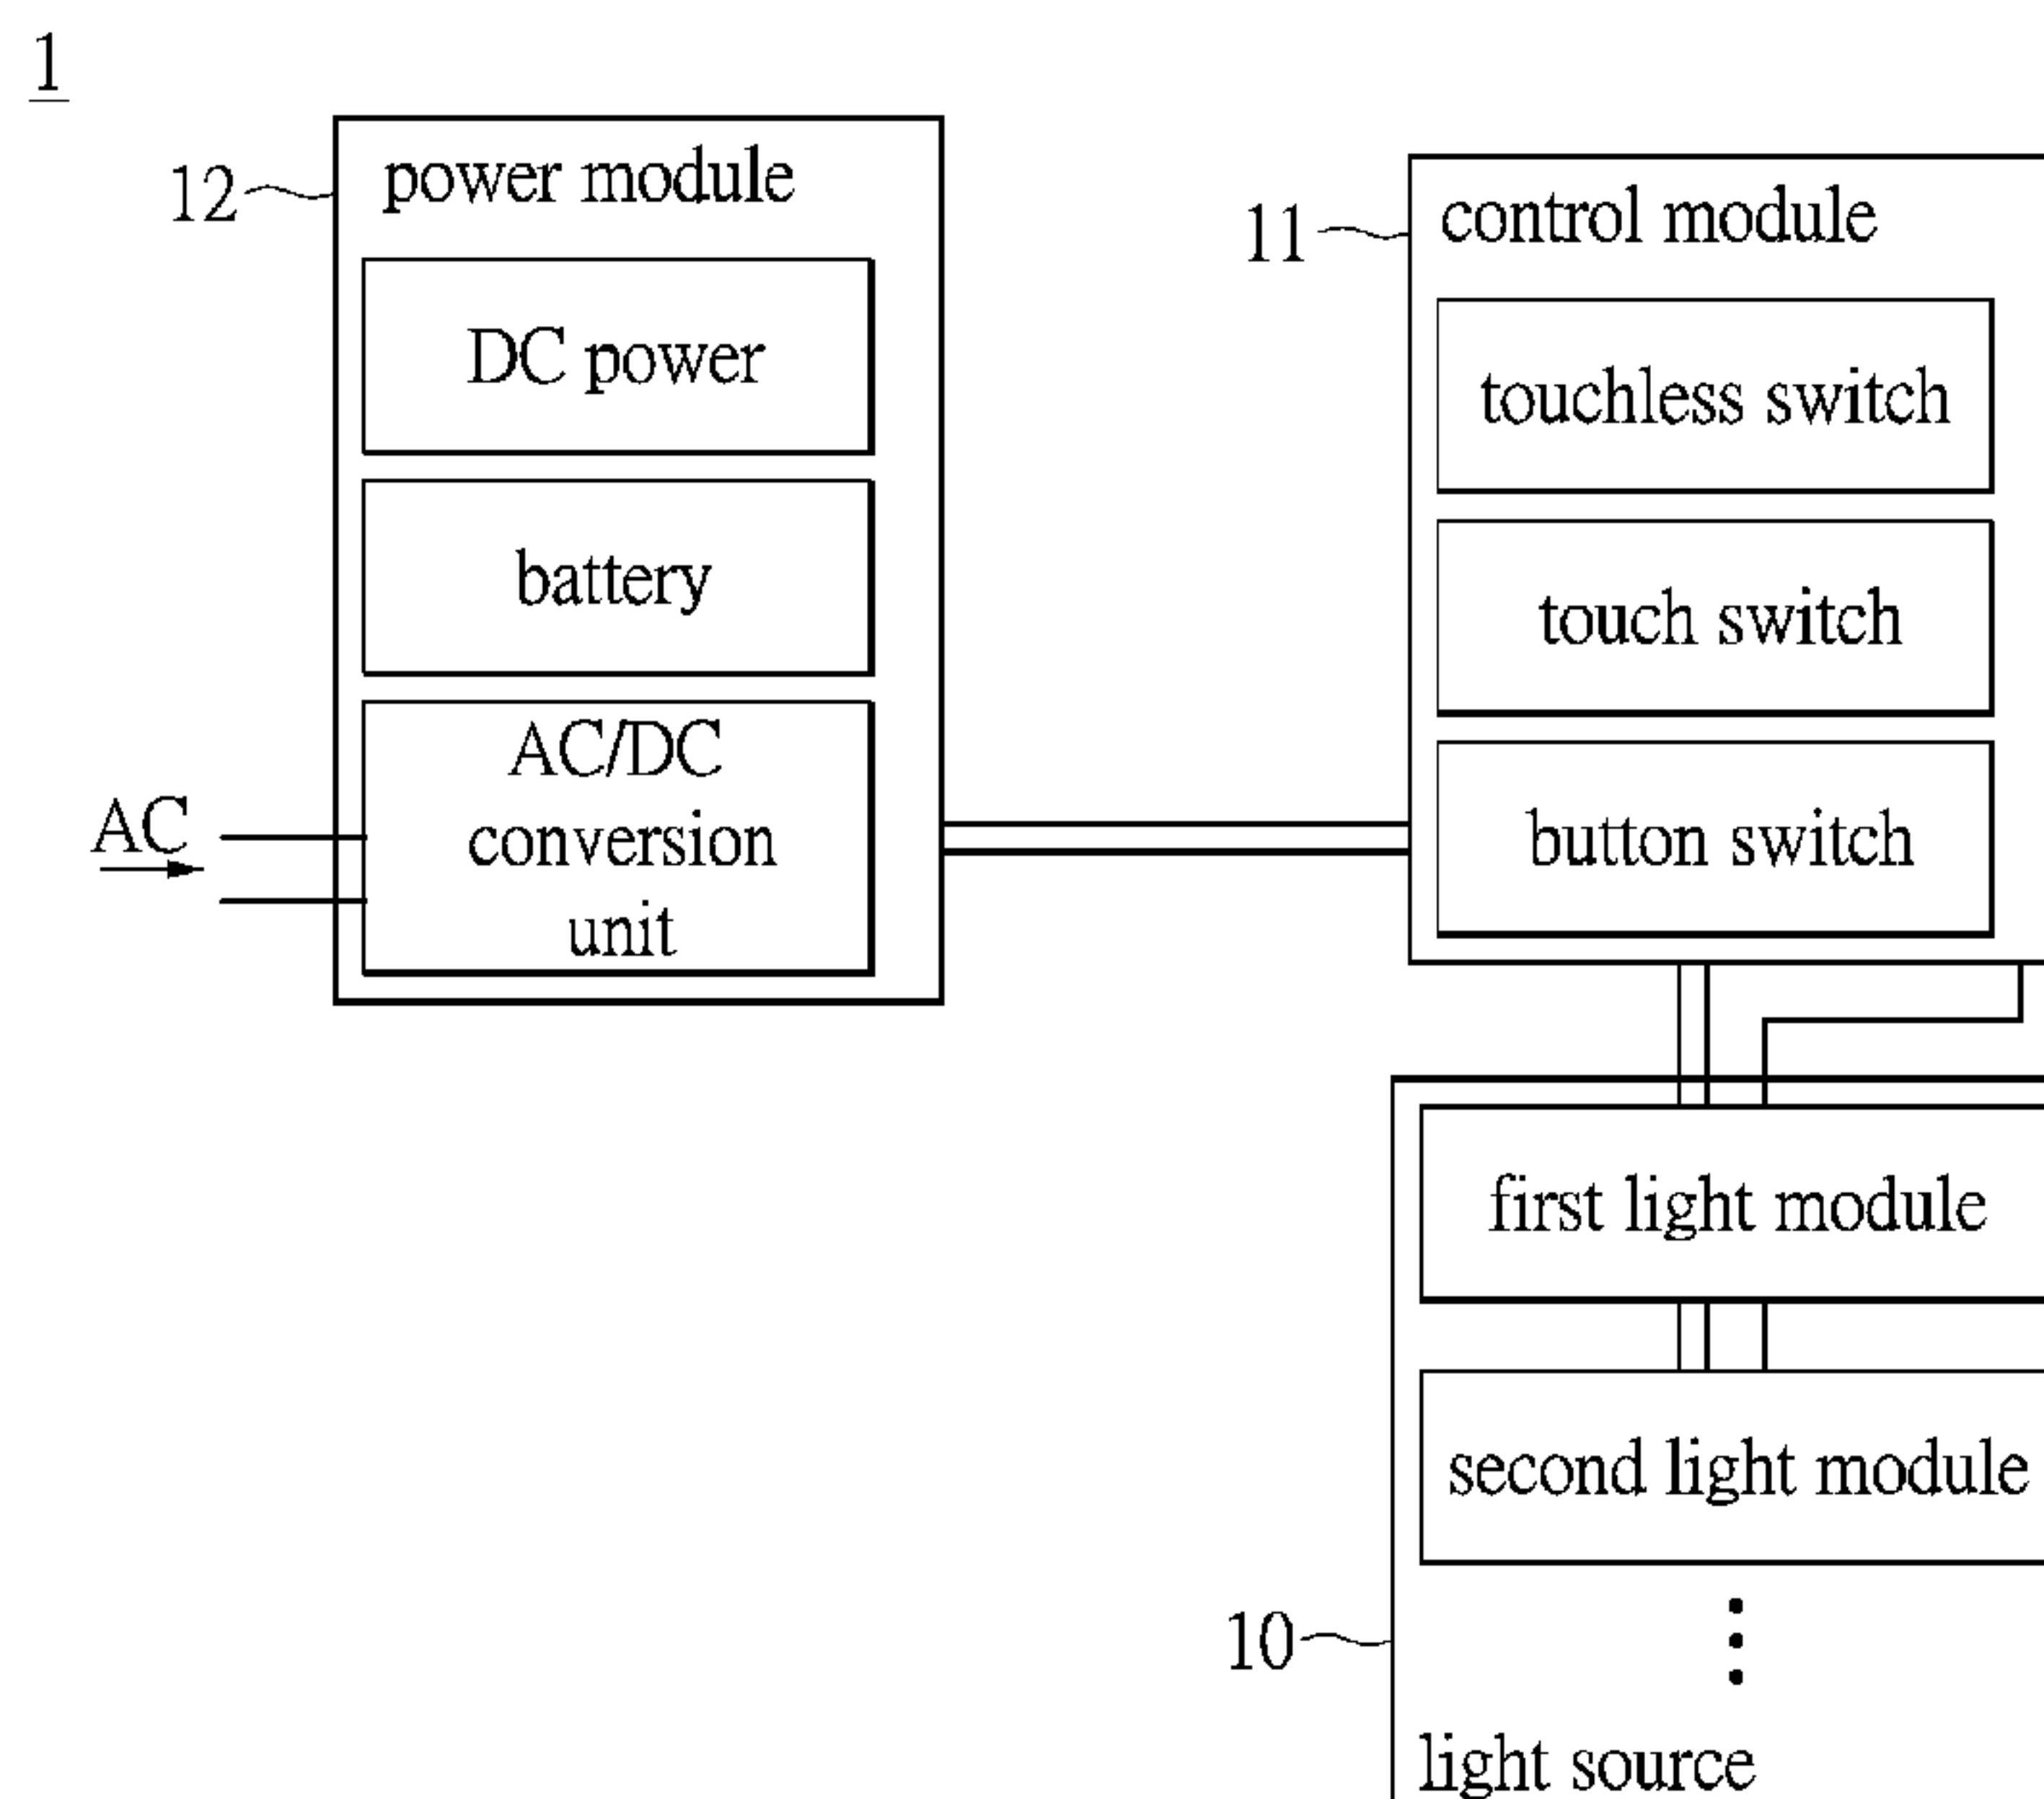 1
12
power module
DC power
battery
AC/DC
conversion
unit
AC
11
control module
touchless switch
touch switch
button switch
first light module
second light module
10
light source